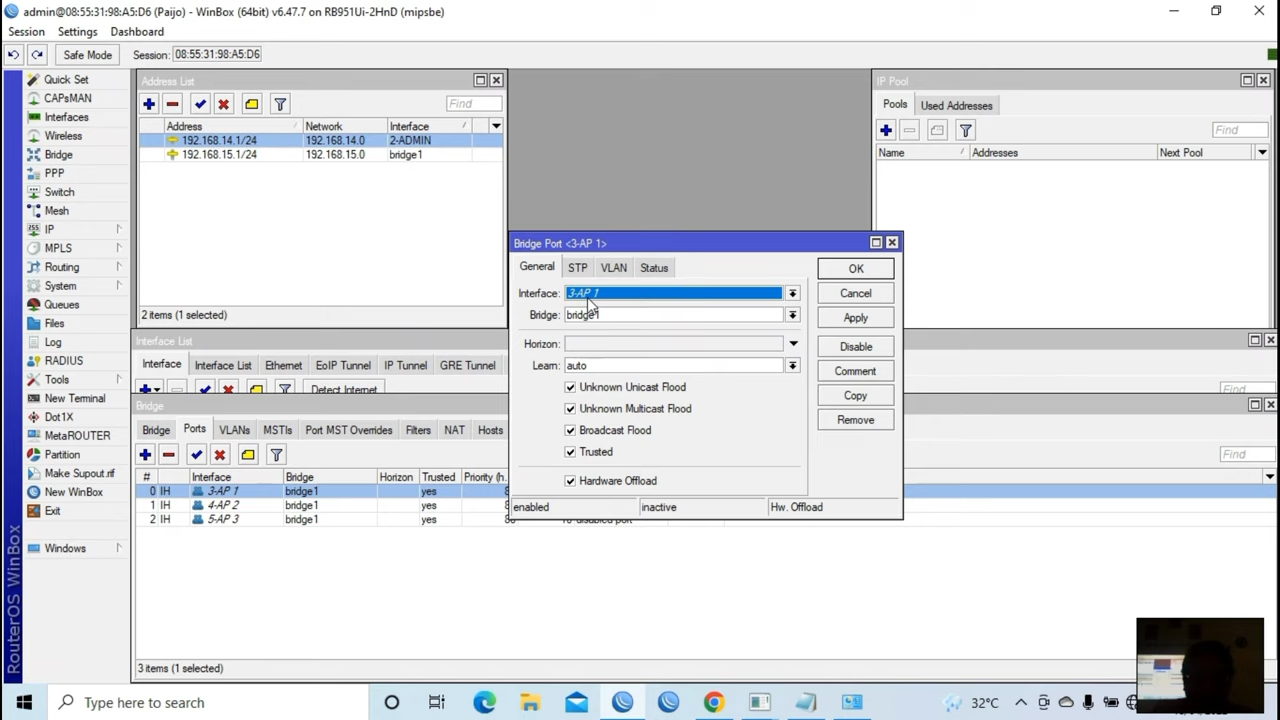 admin@08:55:31:98:A5:D6 (Paijo) - WinBox (64bit) v6.47.7 on RB951Ui-2HnD (mipsbe)
Session Settings Dashboard
Safe Mode Session: 08:55:31:98:A5:D6
Quick Set
CAPsMAN
Interfaces
Wireless
Bridge
PPP
Switch
Mesh
IP
MPLS
Routing
System
Queues
Files
Log
RADIUS
Tools
New Terminal
Dot1X
MetaROUTER
Partition
Make Supout.rif
New WinBox
Exit
Windows
RouterOS WinBox
Address List
Find
Address Network Interface
192.168.14.1/24 192.168.14.0 2-ADMIN
192.168.15.1/24 192.168.15.0 bridge1
2 items (1 selected)
IP Pool
Pools Used Addresses
Find
Name Addresses Next Pool
Interface List
Interface Interface List Ethernet EoIP Tunnel IP Tunnel GRE Tunnel
Detect Internet
Find
Bridge
Bridge Ports VLANs MSTIs Port MST Overrides Filters NAT Hosts
Find
# Interface Bridge Horizon Trusted Priority (h.
0 IH 3-AP 1 bridge1 yes
1 IH 4-AP 2 bridge1 yes
2 IH 5-AP 3 bridge1 yes
3 items (1 selected)
Bridge Port <3-AP 1>
General STP VLAN Status
Interface: 3-AP 1
Bridge: bridge1
Horizon:
Learn: auto
Unknown Unicast Flood
Unknown Multicast Flood
Broadcast Flood
Trusted
Hardware Offload
enabled inactive Hw. Offload
OK
Cancel
Apply
Disable
Comment
Copy
Remove
Type here to search
32°C